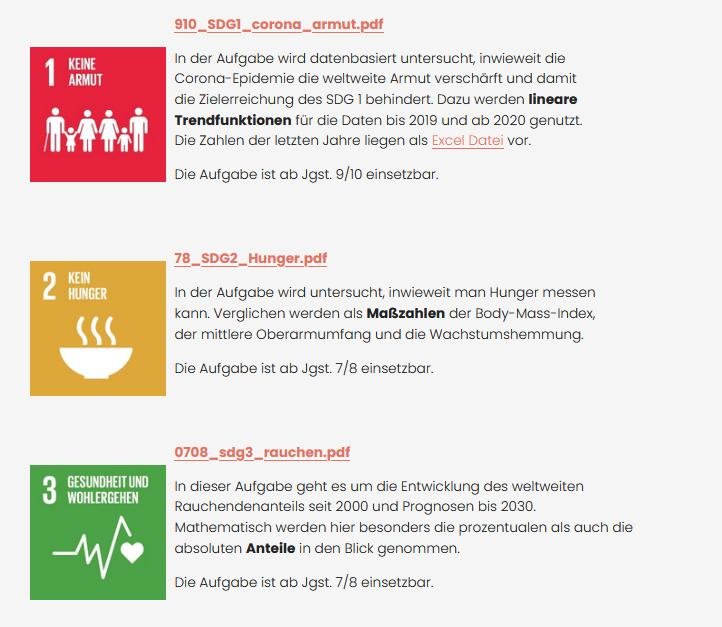 910_SDG1_corona_armut.pdf
1 KEINE
ARMUT
In der Aufgabe wird datenbasiert untersucht, inwieweit die
Corona-Epidemie die weltweite Armut verschärft und damit
die Zielerreichung des SDG 1 behindert. Dazu werden lineare
Trendfunktionen für die Daten bis 2019 und ab 2020 genutzt.
Die Zahlen der letzten Jahre liegen als Excel Datei vor.
Die Aufgabe ist ab Jgst. 9/10 einsetzbar.
78_SDG2_Hunger.pdf
2 KEIN
HUNGER
In der Aufgabe wird untersucht, inwieweit man Hunger messen
kann. Verglichen werden als Maßzahlen der Body-Mass-Index,
der mittlere Oberarmumfang und die Wachstumshemmung.
Die Aufgabe ist ab Jgst. 7/8 einsetzbar.
0708_sdg3_rauchen.pdf
3 GESUNDHEIT UND
WOHLERGEHEN
In dieser Aufgabe geht es um die Entwicklung des weltweiten
Rauchendenanteils seit 2000 und Prognosen bis 2030.
Mathematisch werden hier besonders die prozentualen als auch die
absoluten Anteile in den Blick genommen.
Die Aufgabe ist ab Jgst. 7/8 einsetzbar.